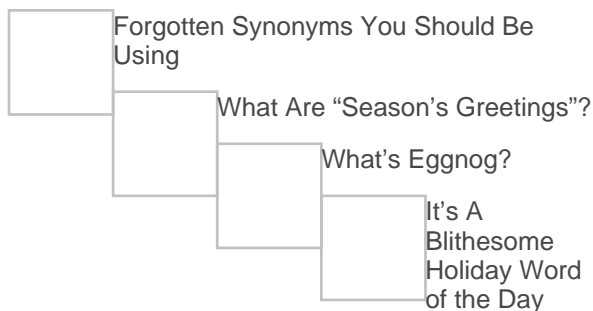 Forgotten Synonyms You Should Be
Using
What Are “Season’s Greetings”?
What’s Eggnog?
It’s A
Blithesome
Holiday Word
of the Day